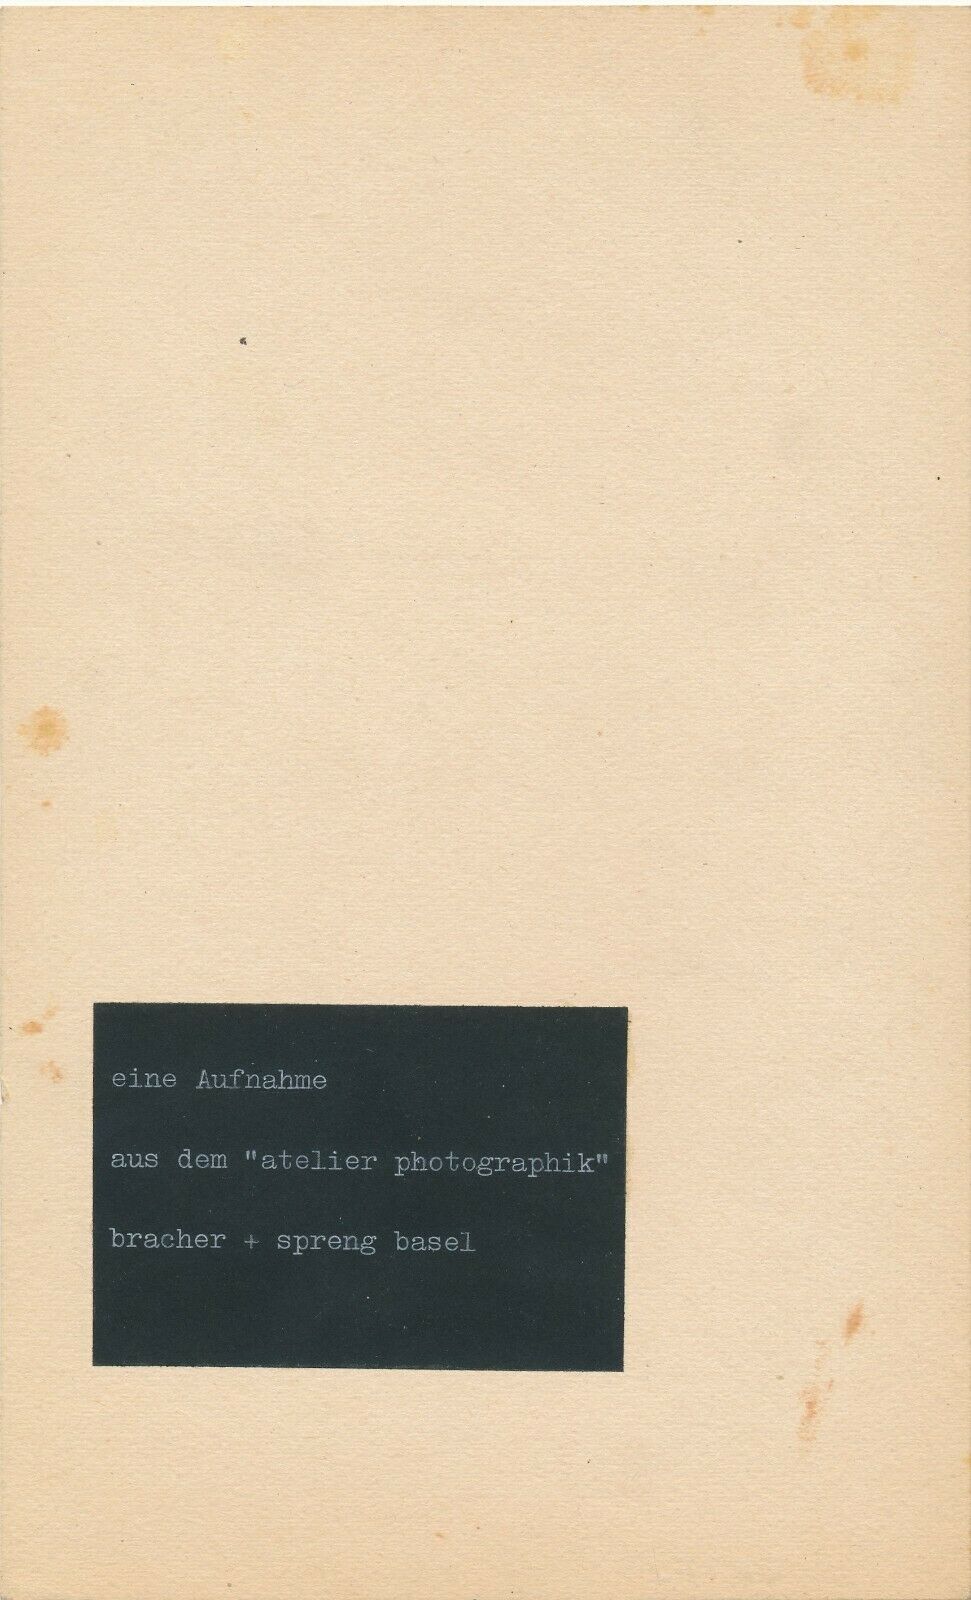 eine Aufnahme
aus dem "atelier photographik"
bracher + spreng basel